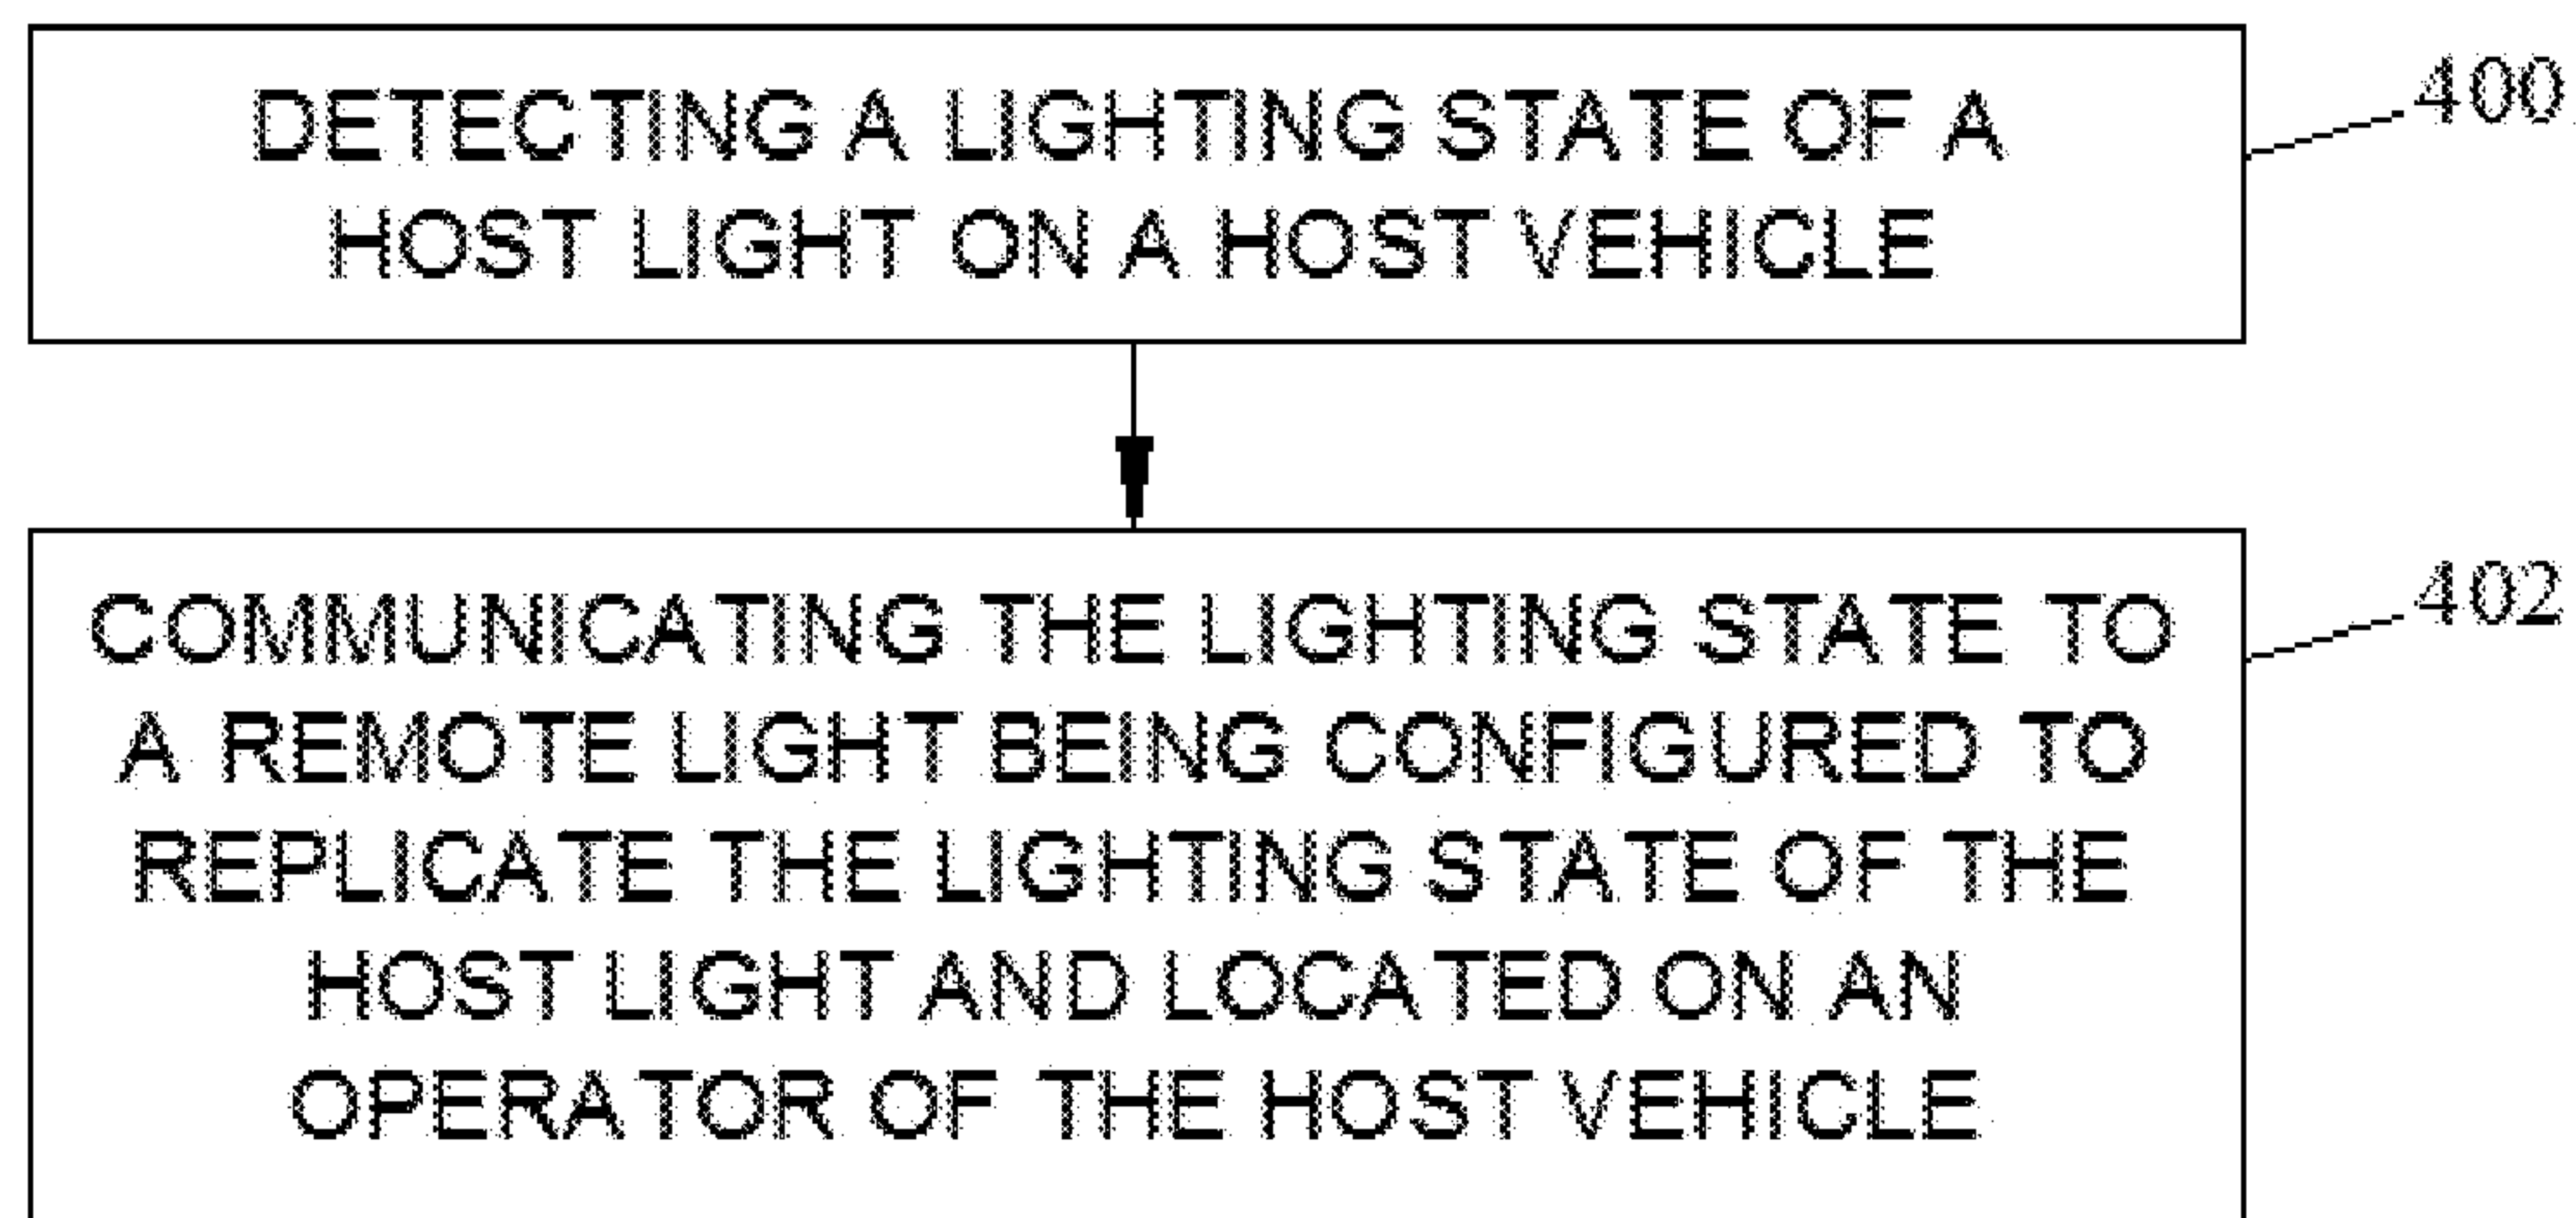 DETECTING A LIGHTING STATE OF A
HOST LIGHT ON A HOST VEHICLE
400
COMMUNICATING THE LIGHTING STATE TO
A REMOTE LIGHT BEING CONFIGURED TO
REPLICATE THE LIGHTING STATE OF THE
HOST LIGHT AND LOCATED ON AN
OPERATOR OF THE HOST VEHICLE
402